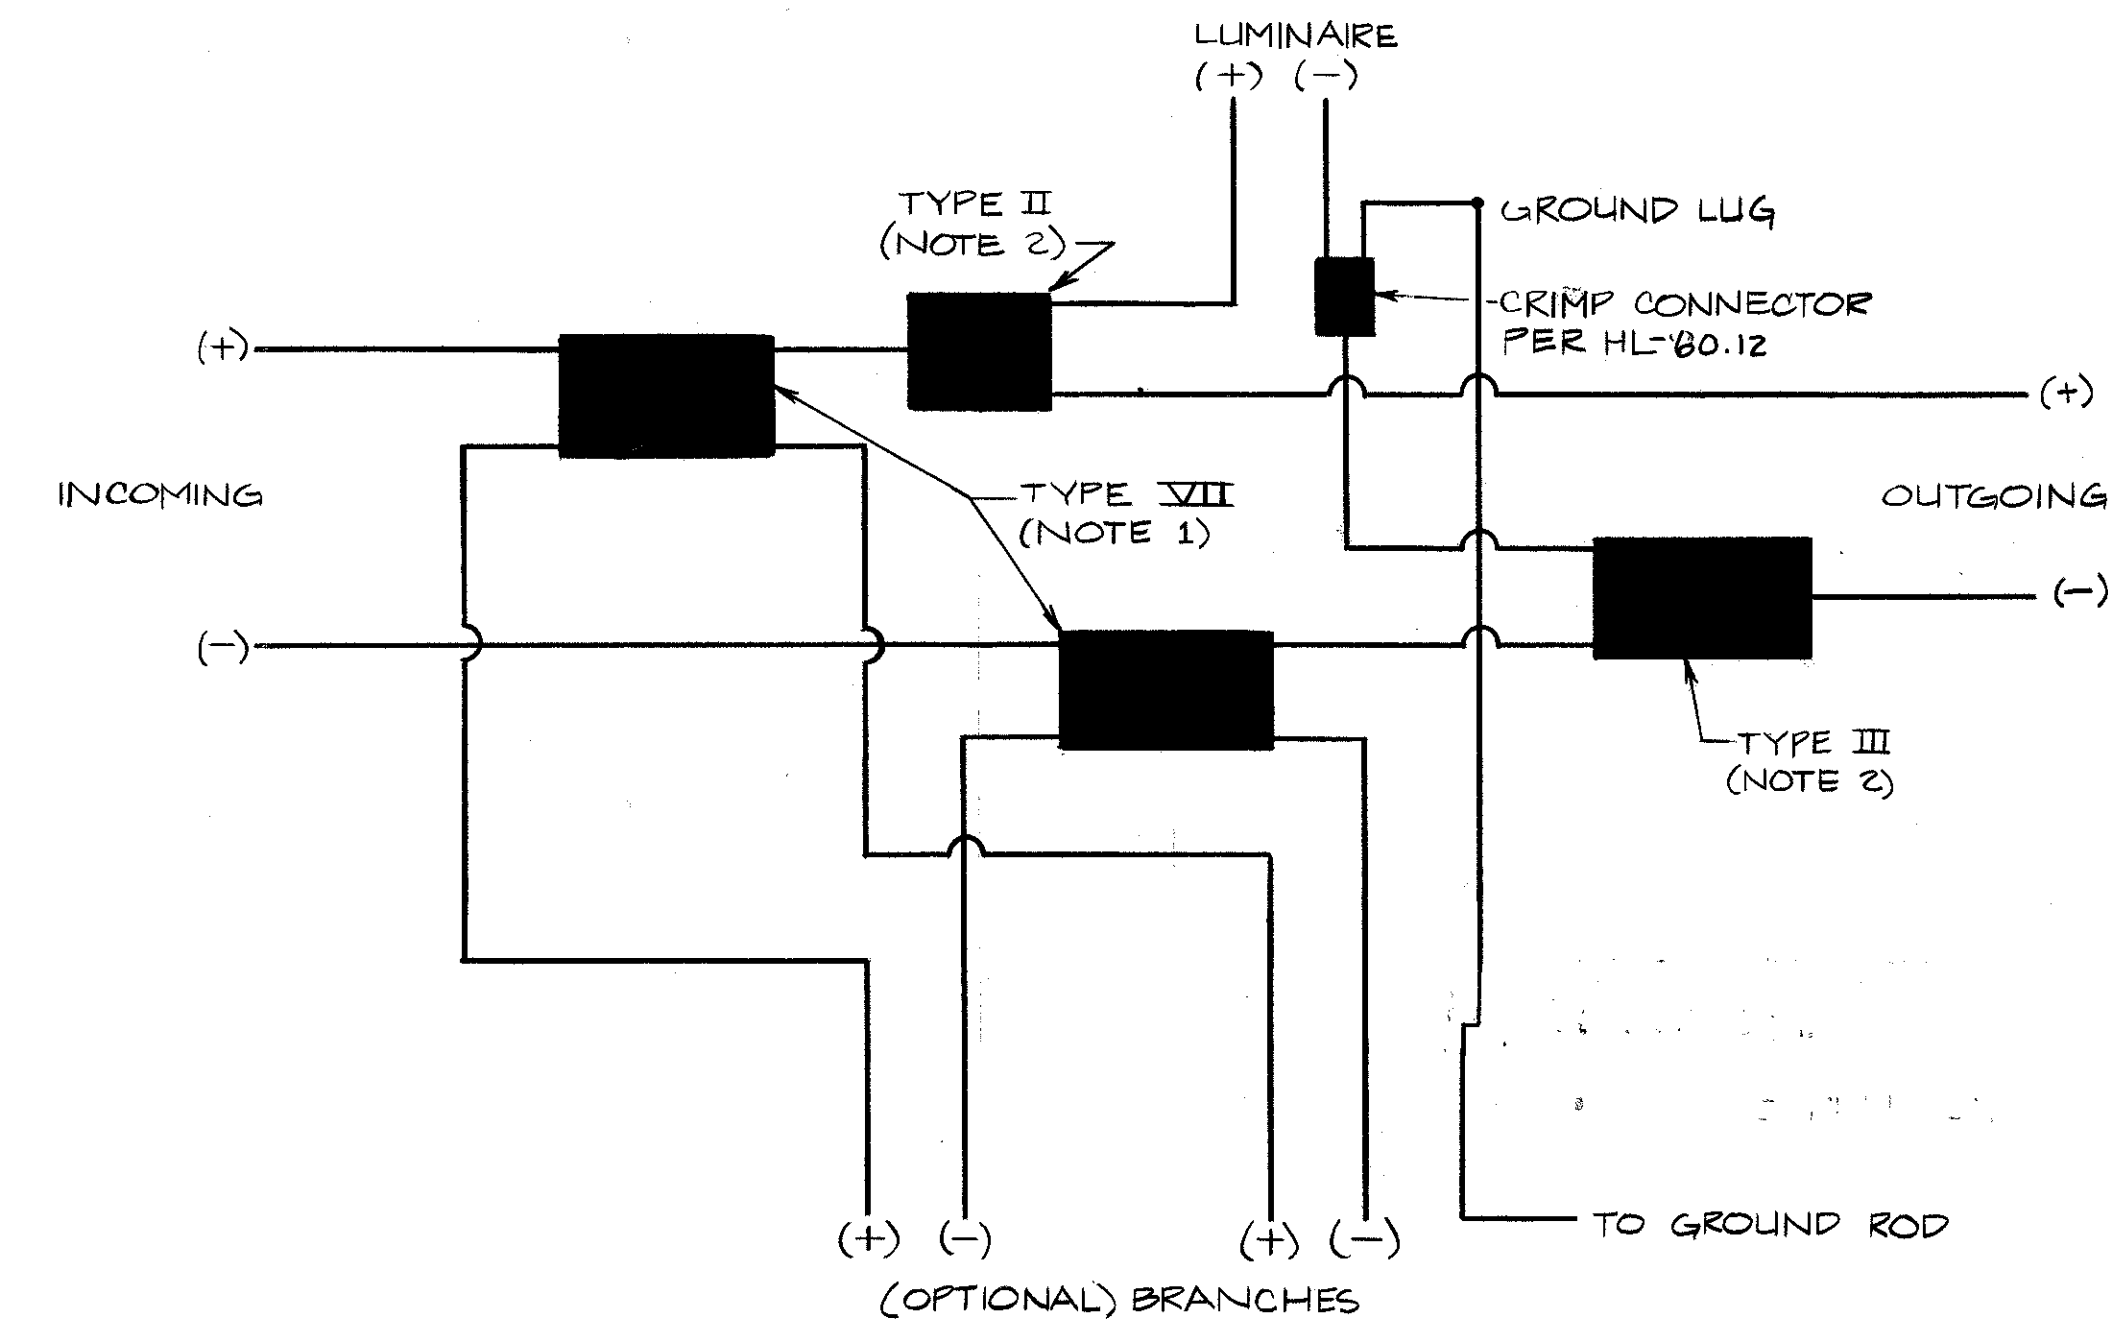 LUMINAIRE
(+) (-)
TYPE II
(NOTE 2)
GROUND LUG
CRIMP CONNECTOR
PER HL-60.12
(+)
(+)
INCOMING
TYPE VII
(NOTE 1)
OUTGOING
(-)
(-)
TYPE III
(NOTE 2)
(+) (-) (+) (-)
TO GROUND ROD
(OPTIONAL) BRANCHES